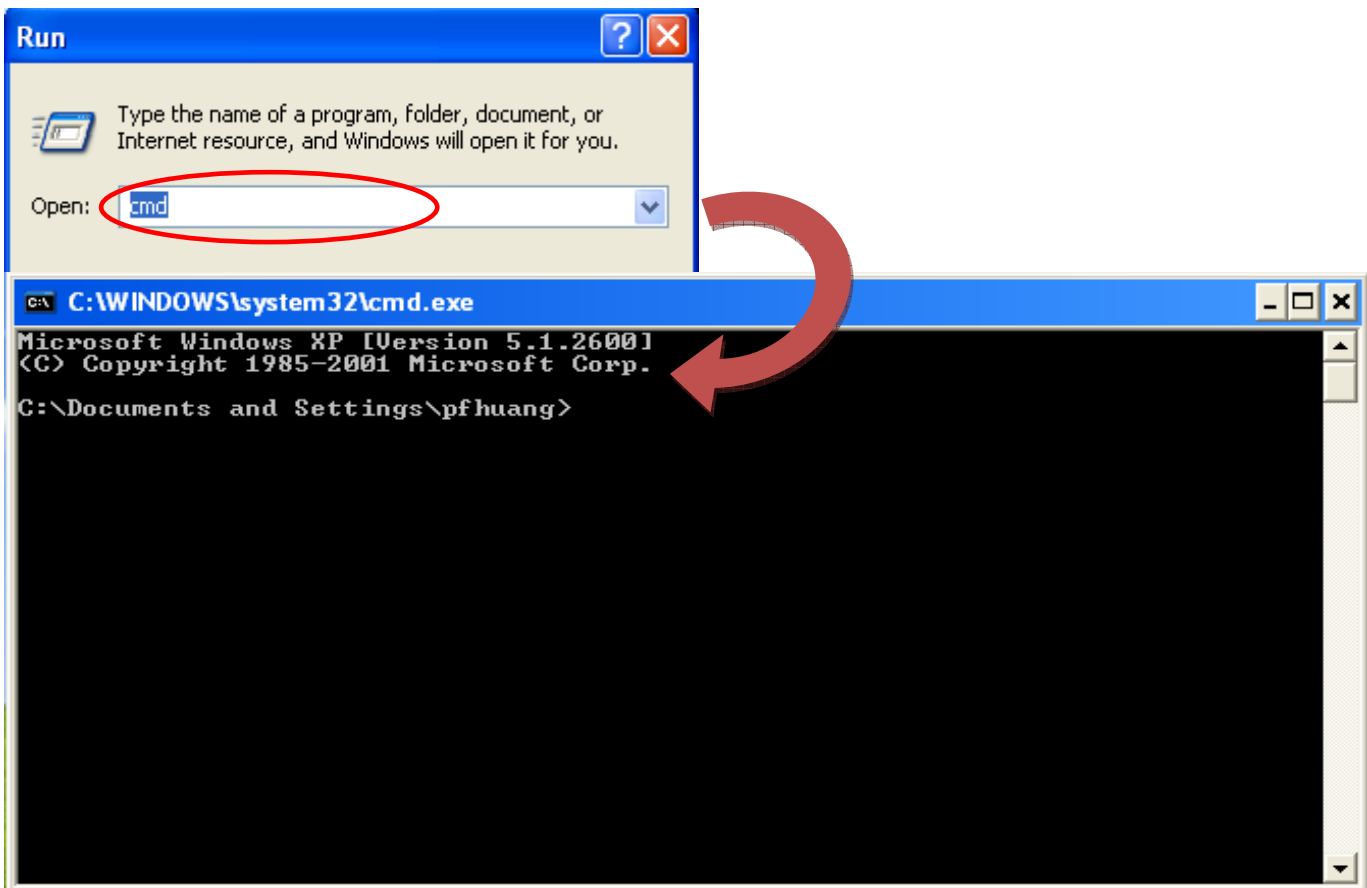 Run
Type the name of a program, folder, document, or
Internet resource, and Windows will open it for you.
Open: cmd
C:\WINDOWS\system32\cmd.exe
Microsoft Windows XP [Version 5.1.2600]
(C) Copyright 1985-2001 Microsoft Corp.
C:\Documents and Settings\pfhuang>